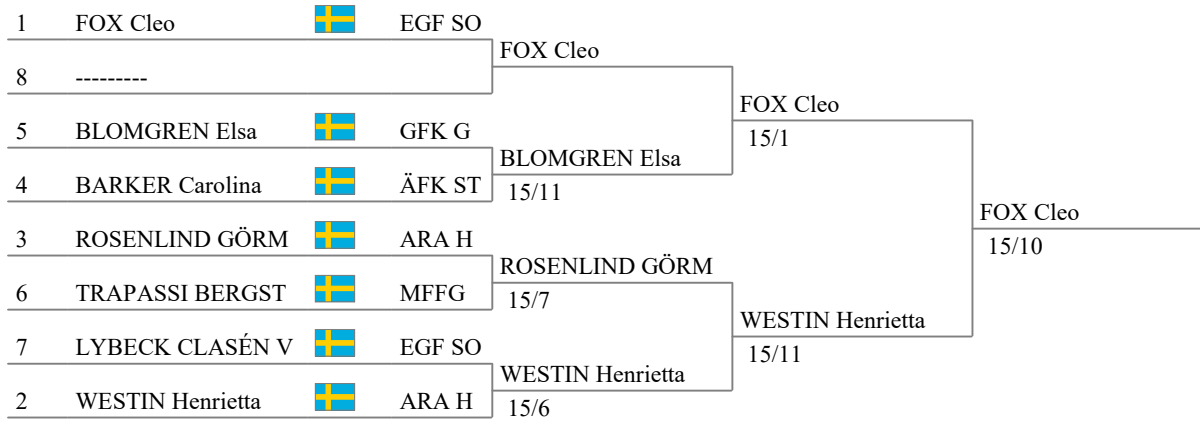 1 FOX Cleo EGF SO
FOX Cleo
8 ---------
FOX Cleo
5 BLOMGREN Elsa GFK G
15/1
BLOMGREN Elsa
4 BARKER Carolina ÄFK ST
15/11
FOX Cleo
3 ROSENLIND GÖRM ARA H
15/10
ROSENLIND GÖRM
6 TRAPASSI BERGST MFFG
15/7
WESTIN Henrietta
7 LYBECK CLASÉN V EGF SO
15/11
WESTIN Henrietta
2 WESTIN Henrietta ARA H
15/6